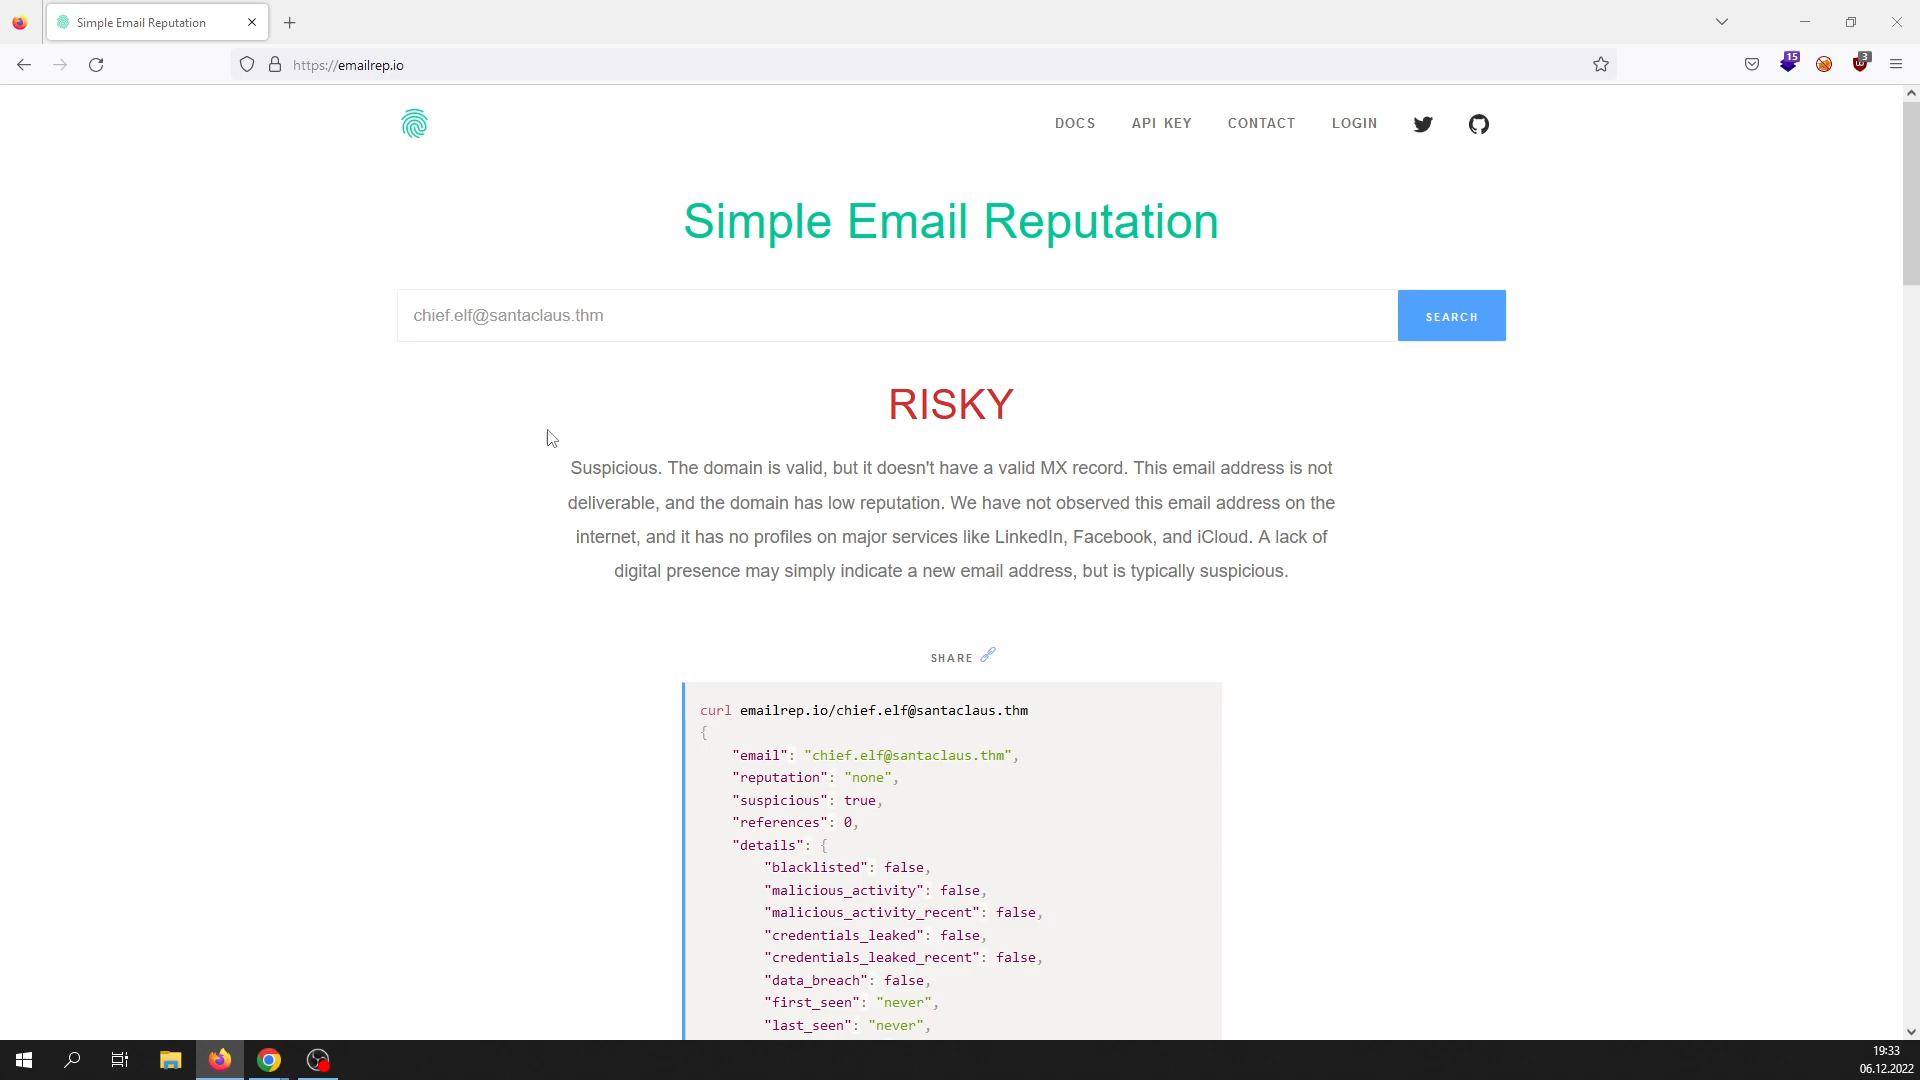 Simple Email Reputation
15
3
https://emailrep.io
DOCS API KEY CONTACT LOGIN
Simple Email Reputation
chief.elf@santaclaus.thm
SEARCH
RISKY
Suspicious. The domain is valid, but it doesn't have a valid MX record. This email address is not
deliverable, and the domain has low reputation. We have not observed this email address on the
internet, and it has no profiles on major services like LinkedIn, Facebook, and iCloud. A lack of
digital presence may simply indicate a new email address, but is typically suspicious.
SHARE
curl emailrep.io/chief.elf@santaclaus.thm
{
"email": "chief.elf@santaclaus.thm",
"reputation": "none",
"suspicious": true,
"references": 0,
"details": {
"blacklisted": false,
"malicious_activity": false,
"malicious_activity_recent": false,
"credentials_leaked": false,
"credentials_leaked_recent": false,
"data_breach": false,
"first_seen": "never",
"last_seen": "never",
19:33
06.12.2022